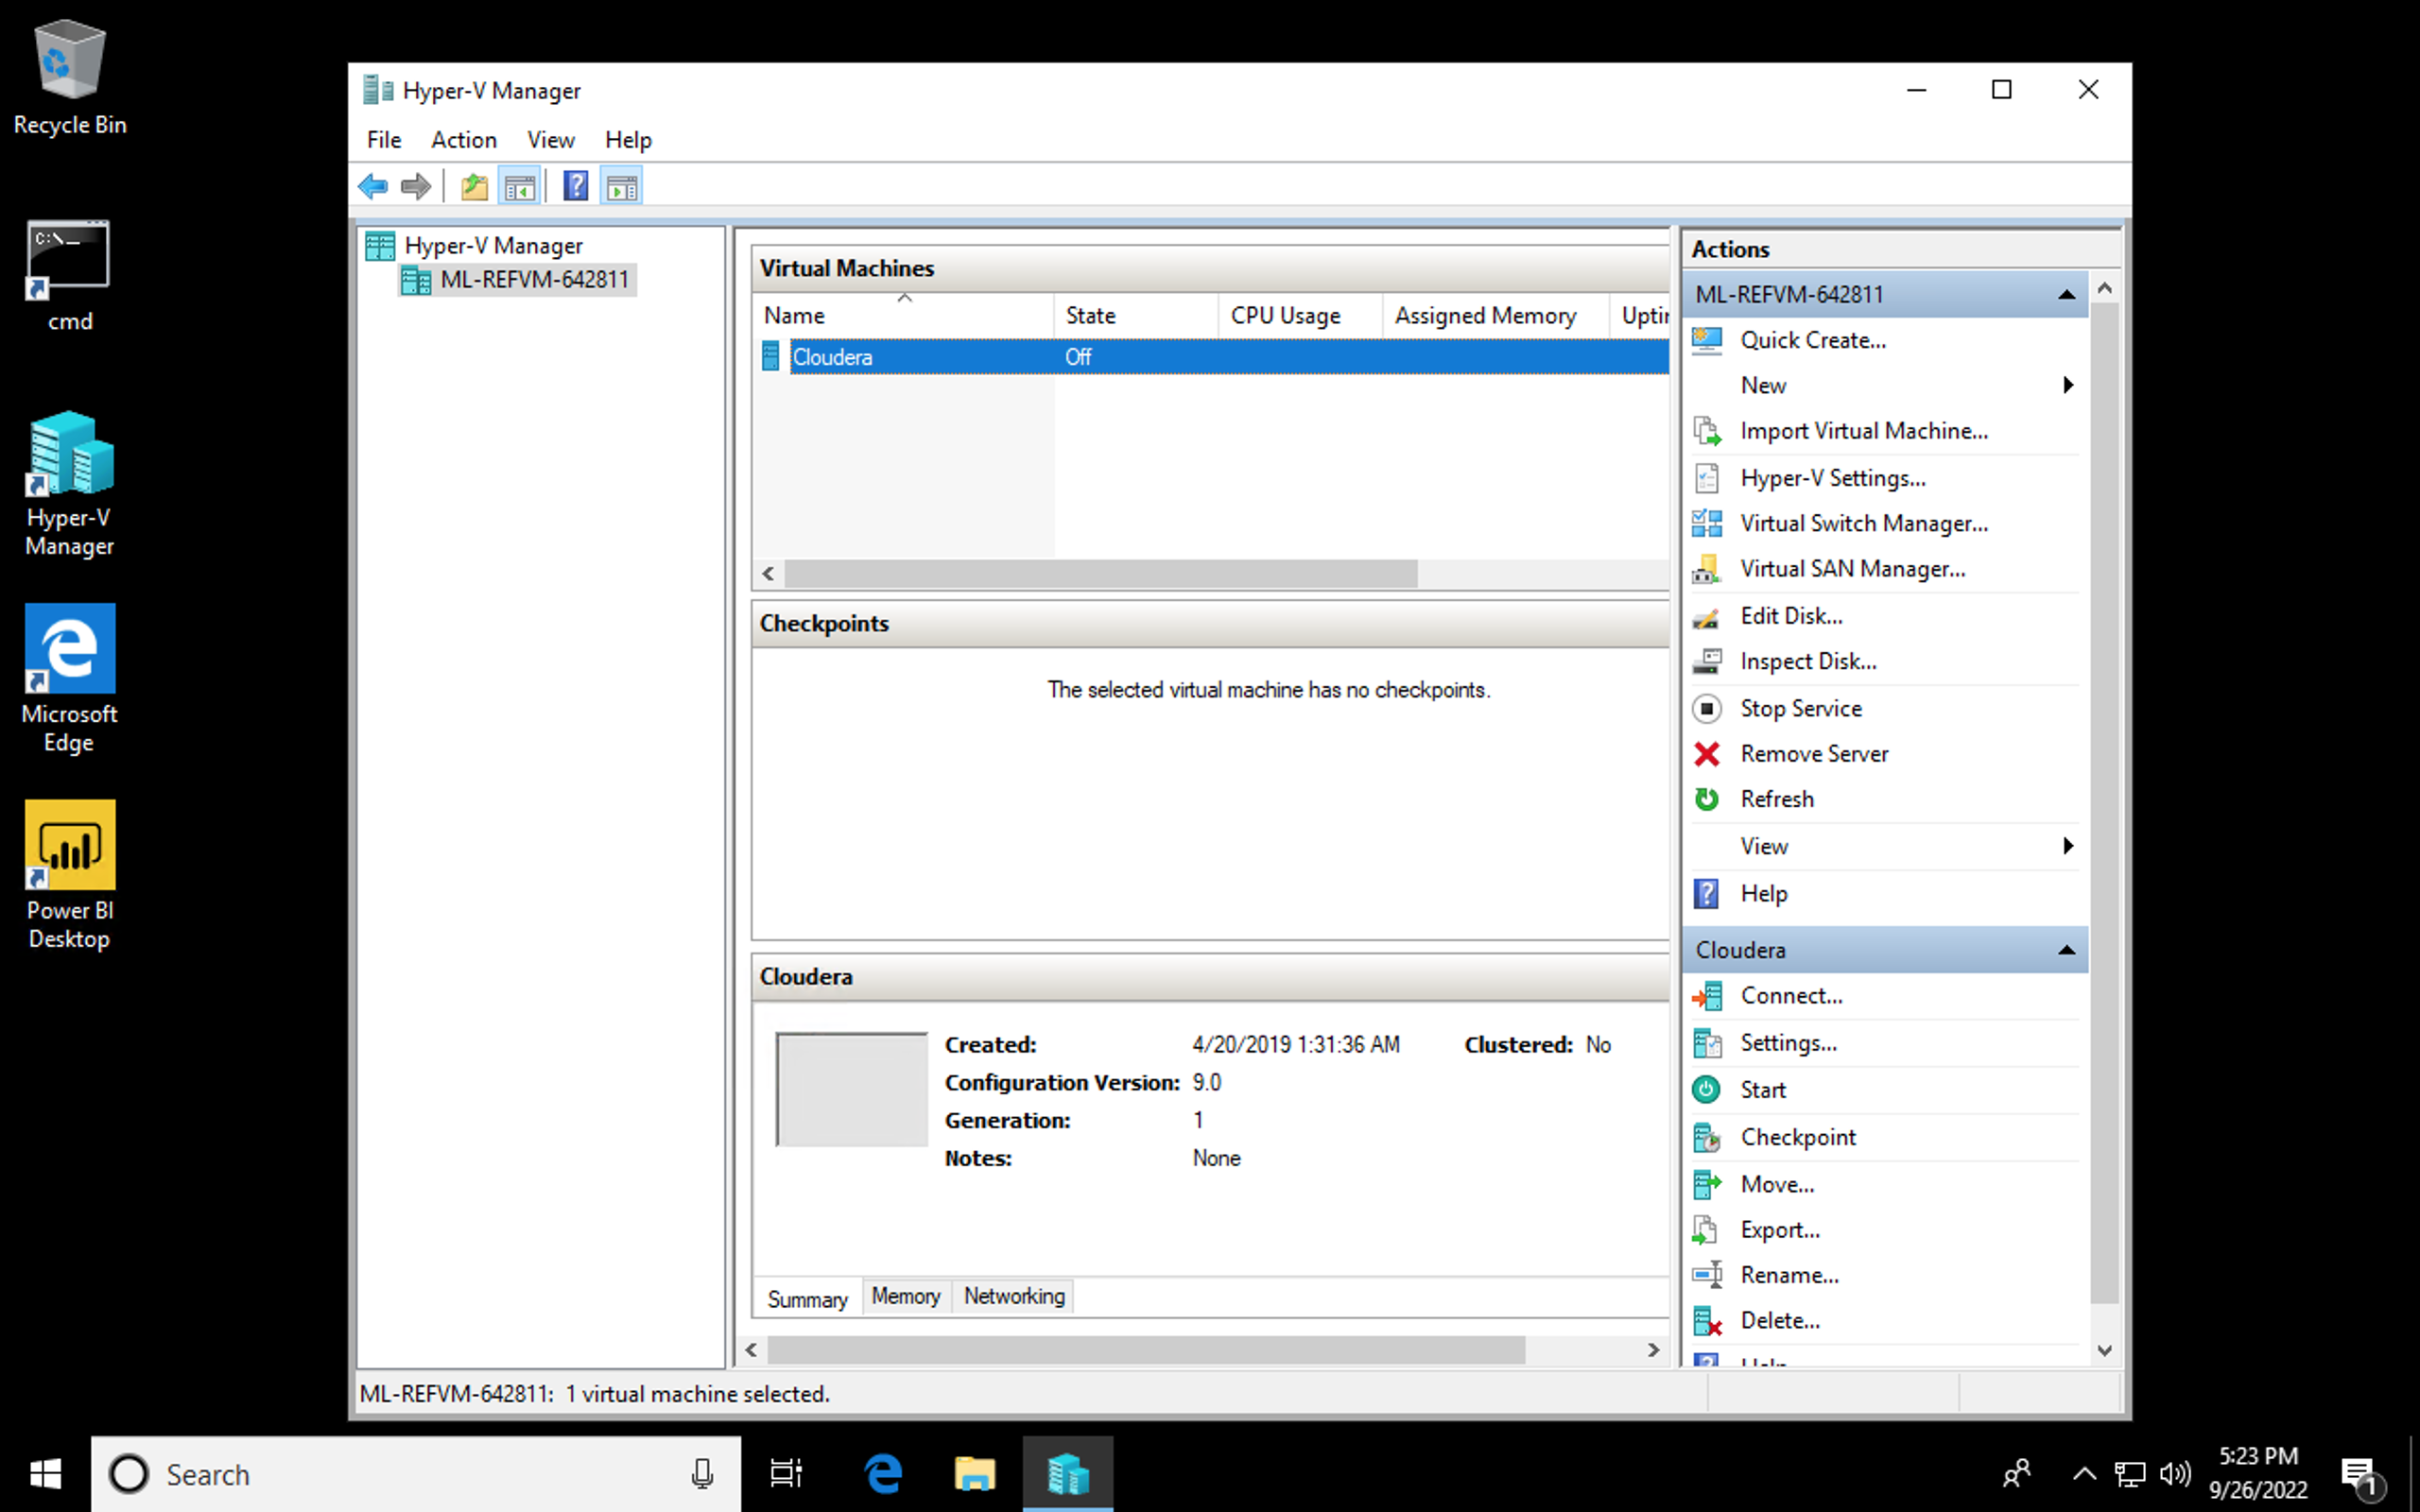 Recycle Bin
C:\_
cmd
Hyper-V
Manager
Microsoft
Edge
Power BI
Desktop
Hyper-V Manager
File Action View Help
Hyper-V Manager
ML-REFVM-642811
Virtual Machines
Name State CPU Usage Assigned Memory Uptir
Cloudera Off
Checkpoints
The selected virtual machine has no checkpoints.
Cloudera
Created: 4/20/2019 1:31:36 AM Clustered: No
Configuration Version: 9.0
Generation: 1
Notes: None
Summary Memory Networking
Actions
ML-REFVM-642811
Quick Create...
New
Import Virtual Machine...
Hyper-V Settings...
Virtual Switch Manager...
Virtual SAN Manager...
Edit Disk...
Inspect Disk...
Stop Service
Remove Server
Refresh
View
Help
Cloudera
Connect...
Settings...
Start
Checkpoint
Move...
Export...
Rename...
Delete...
Help
ML-REFVM-642811: 1 virtual machine selected.
Search
5:23 PM
9/26/2022
1